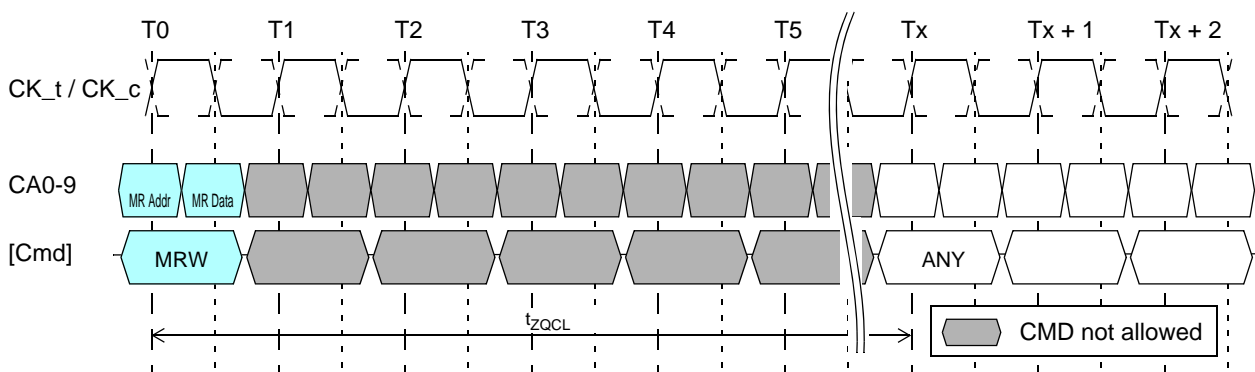 T0 T1 T2 T3 T4 T5 Tx Tx + 1 Tx + 2
CK_t / CK_c
CA0-9 MR Addr MR Data
[Cmd] MRW ANY
tZQCL
CMD not allowed